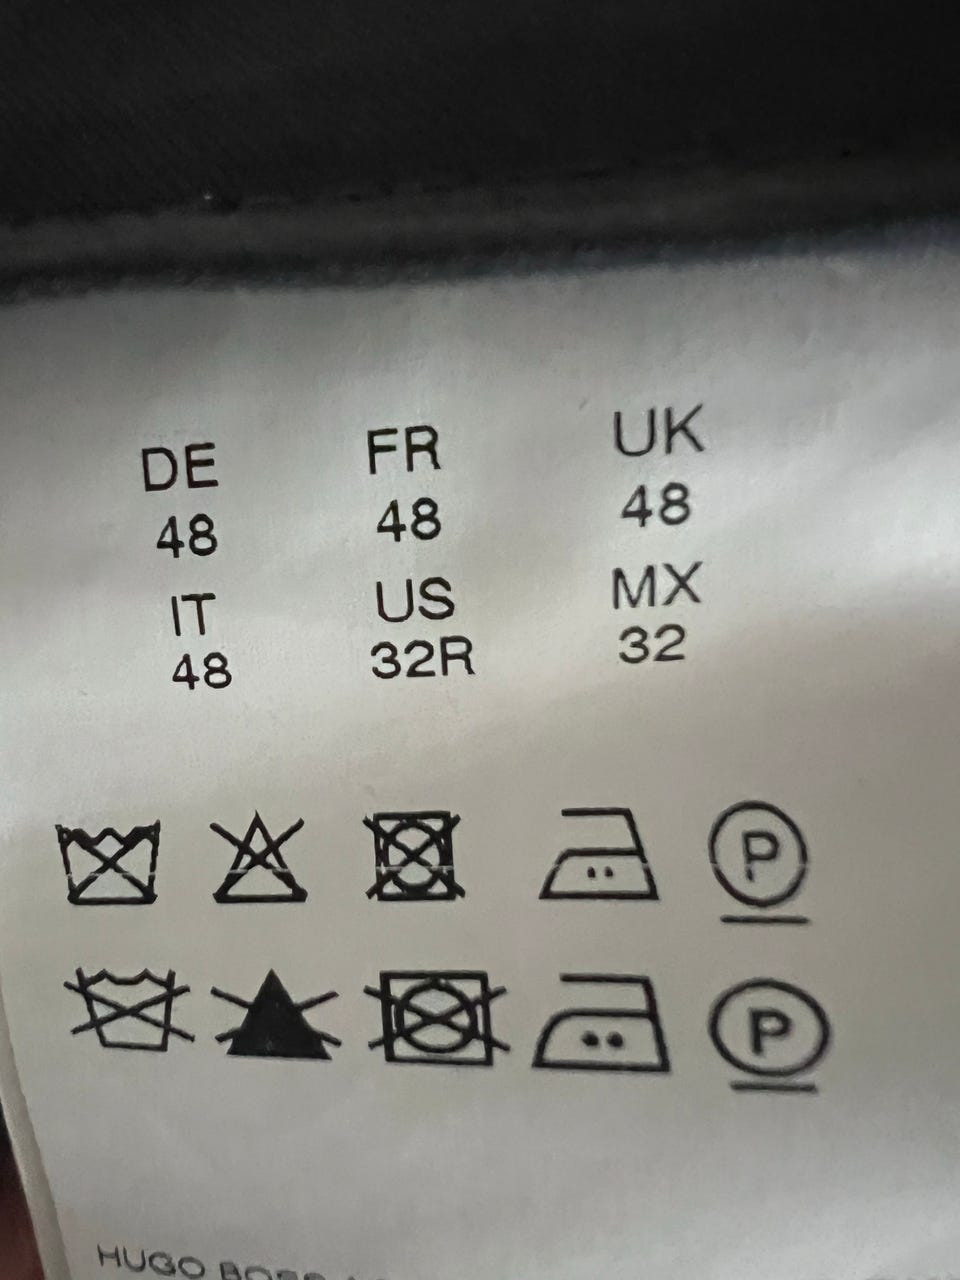 DE FR UK
48 48 48
IT US MX
48 32R 32
P
P
HUGO BOSS